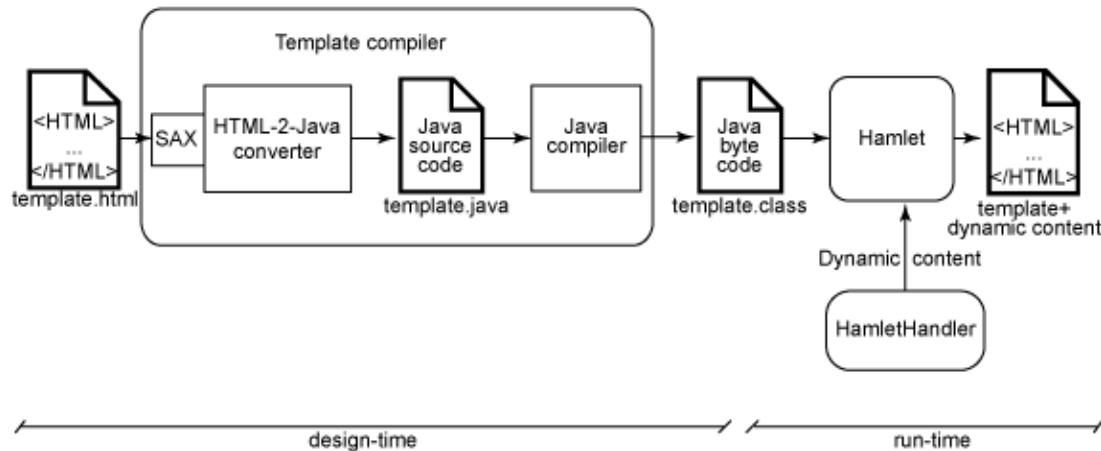 Template compiler
<HTML>
...
</HTML>
template.html
SAX
HTML-2-Java
converter
Java
source
code
template.java
Java
compiler
Java
byte
code
template.class
Hamlet
<HTML>
...
</HTML>
template+
dynamic content
Dynamic content
HamletHandler
design-time
run-time